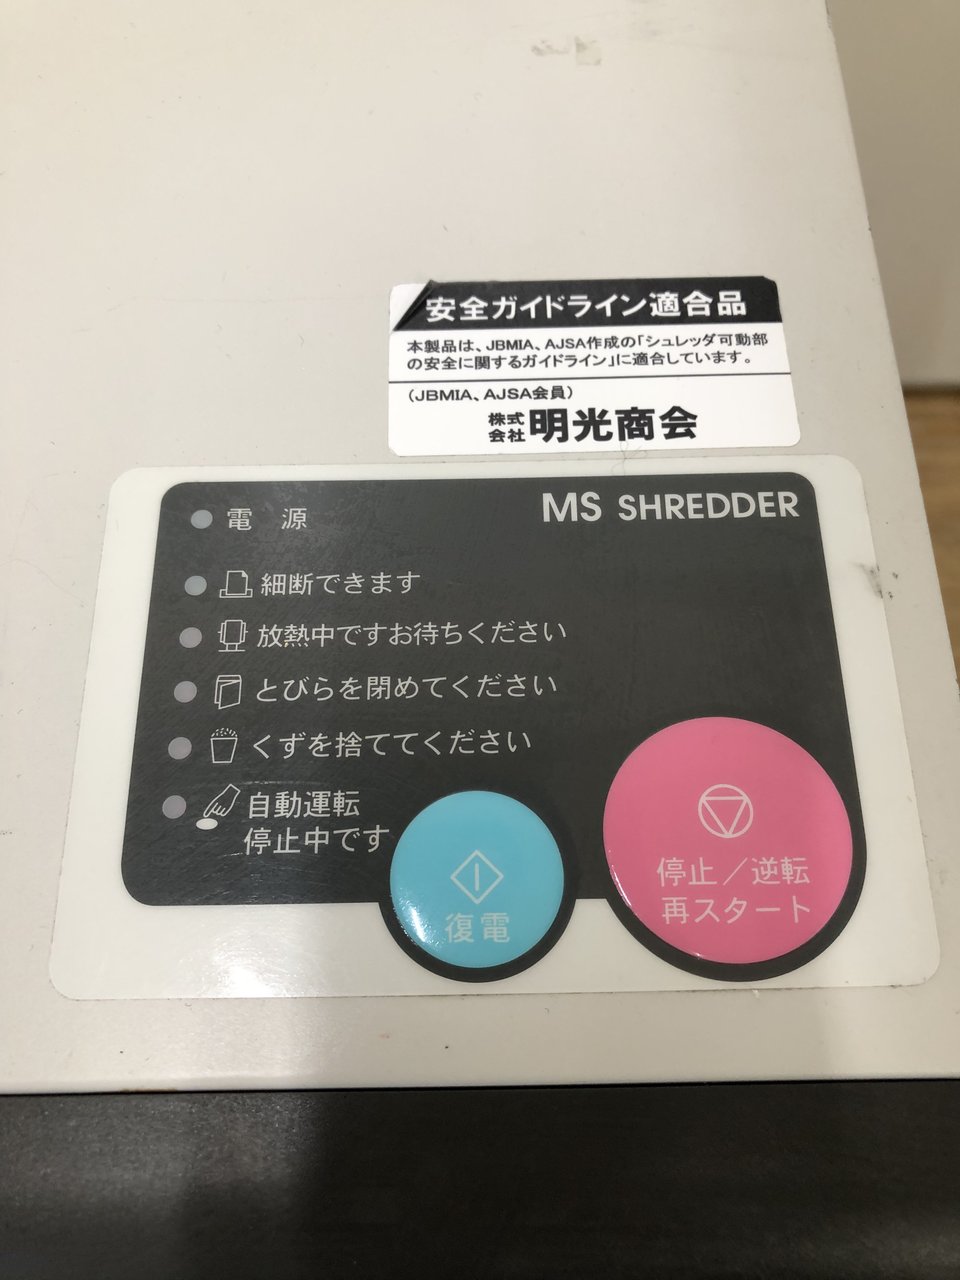 安全ガイドライン適合品
本製品は、JBMIA、AJSA作成の「シュレッダ可動部
の安全に関するガイドライン」に適合しています。
(JBMIA、AJSA会員)
株式会社 明光商会
MS SHREDDER
電 源
細断できます
放熱中ですお待ちください
とびらを閉めてください
くずを捨ててください
自動運転
停止中です
復電
停止／逆転
再スタート